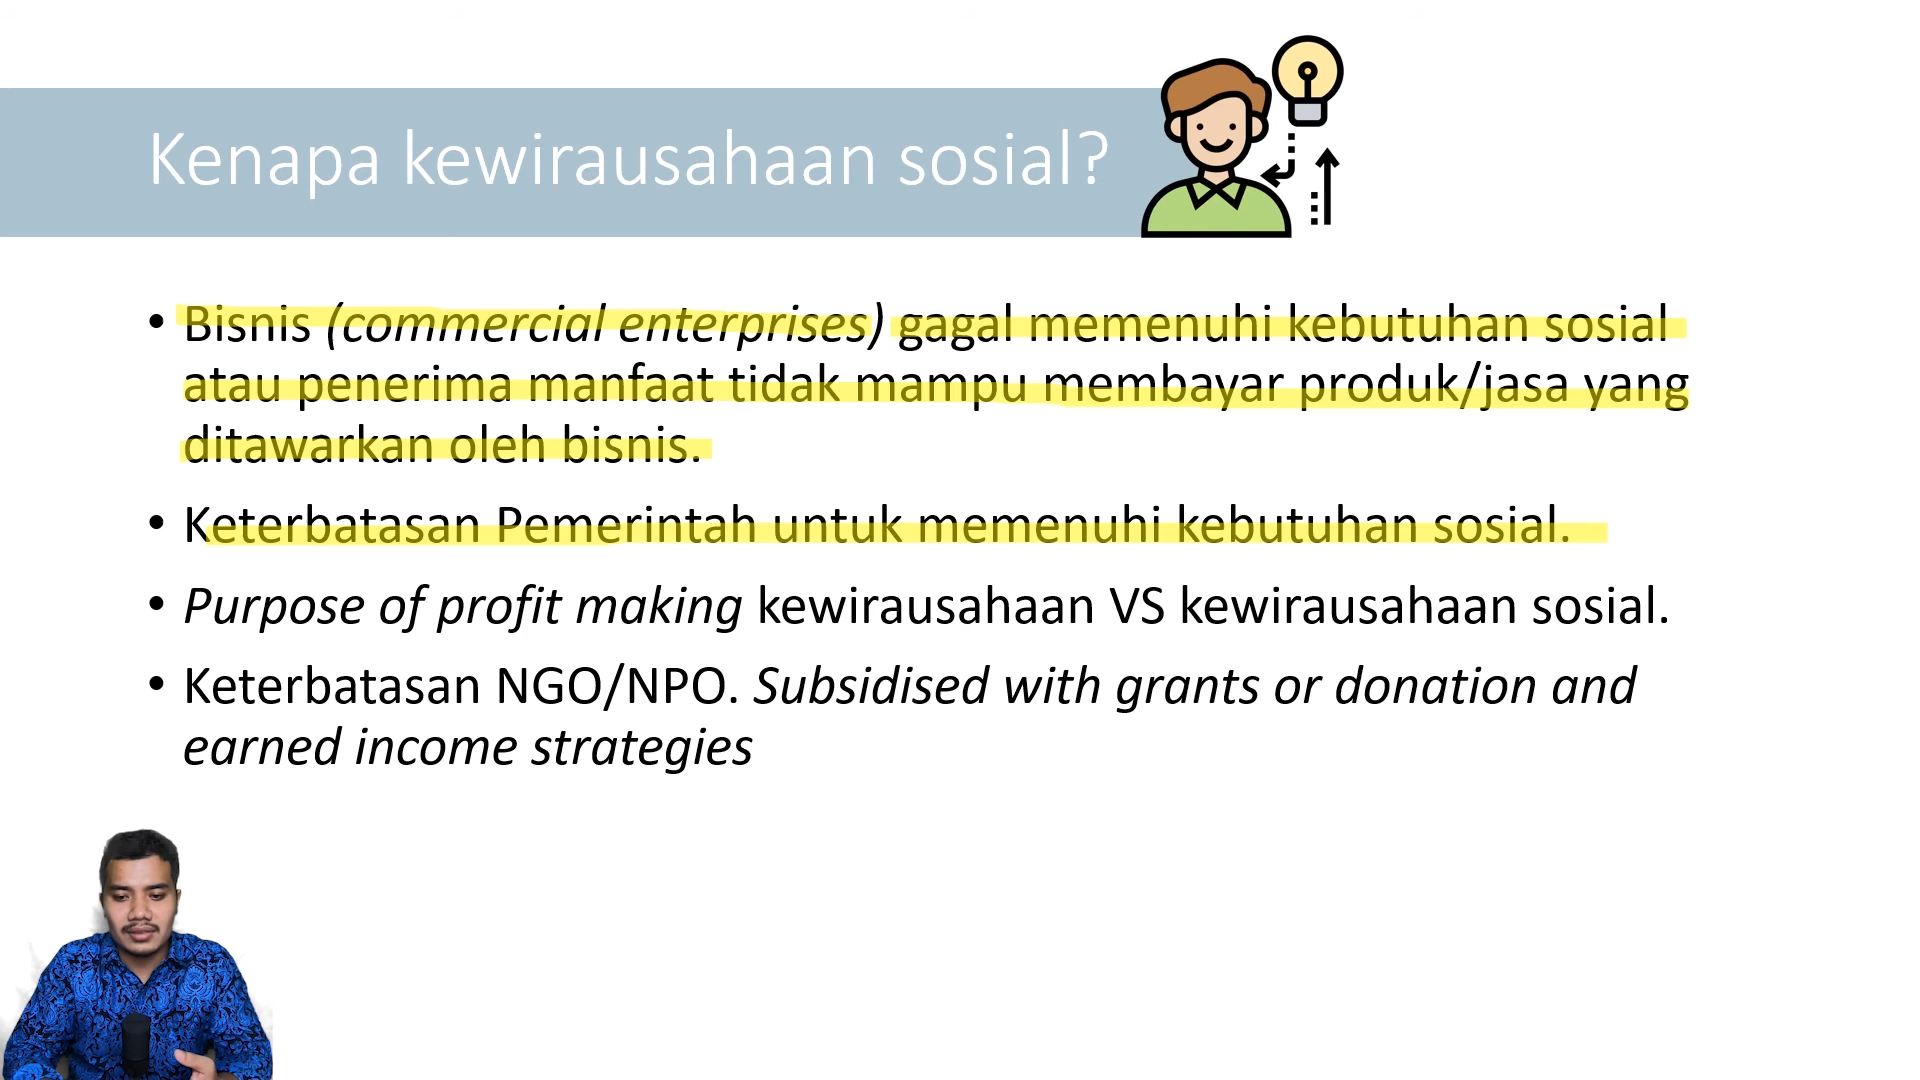 Kenapa kewirausahaan sosial?
• Bisnis (commercial enterprises) gagal memenuhi kebutuhan sosial
atau penerima manfaat tidak mampu membayar produk/jasa yang
ditawarkan oleh bisnis.
• Keterbatasan Pemerintah untuk memenuhi kebutuhan sosial.
• Purpose of profit making kewirausahaan VS kewirausahaan sosial.
• Keterbatasan NGO/NPO. Subsidised with grants or donation and
earned income strategies